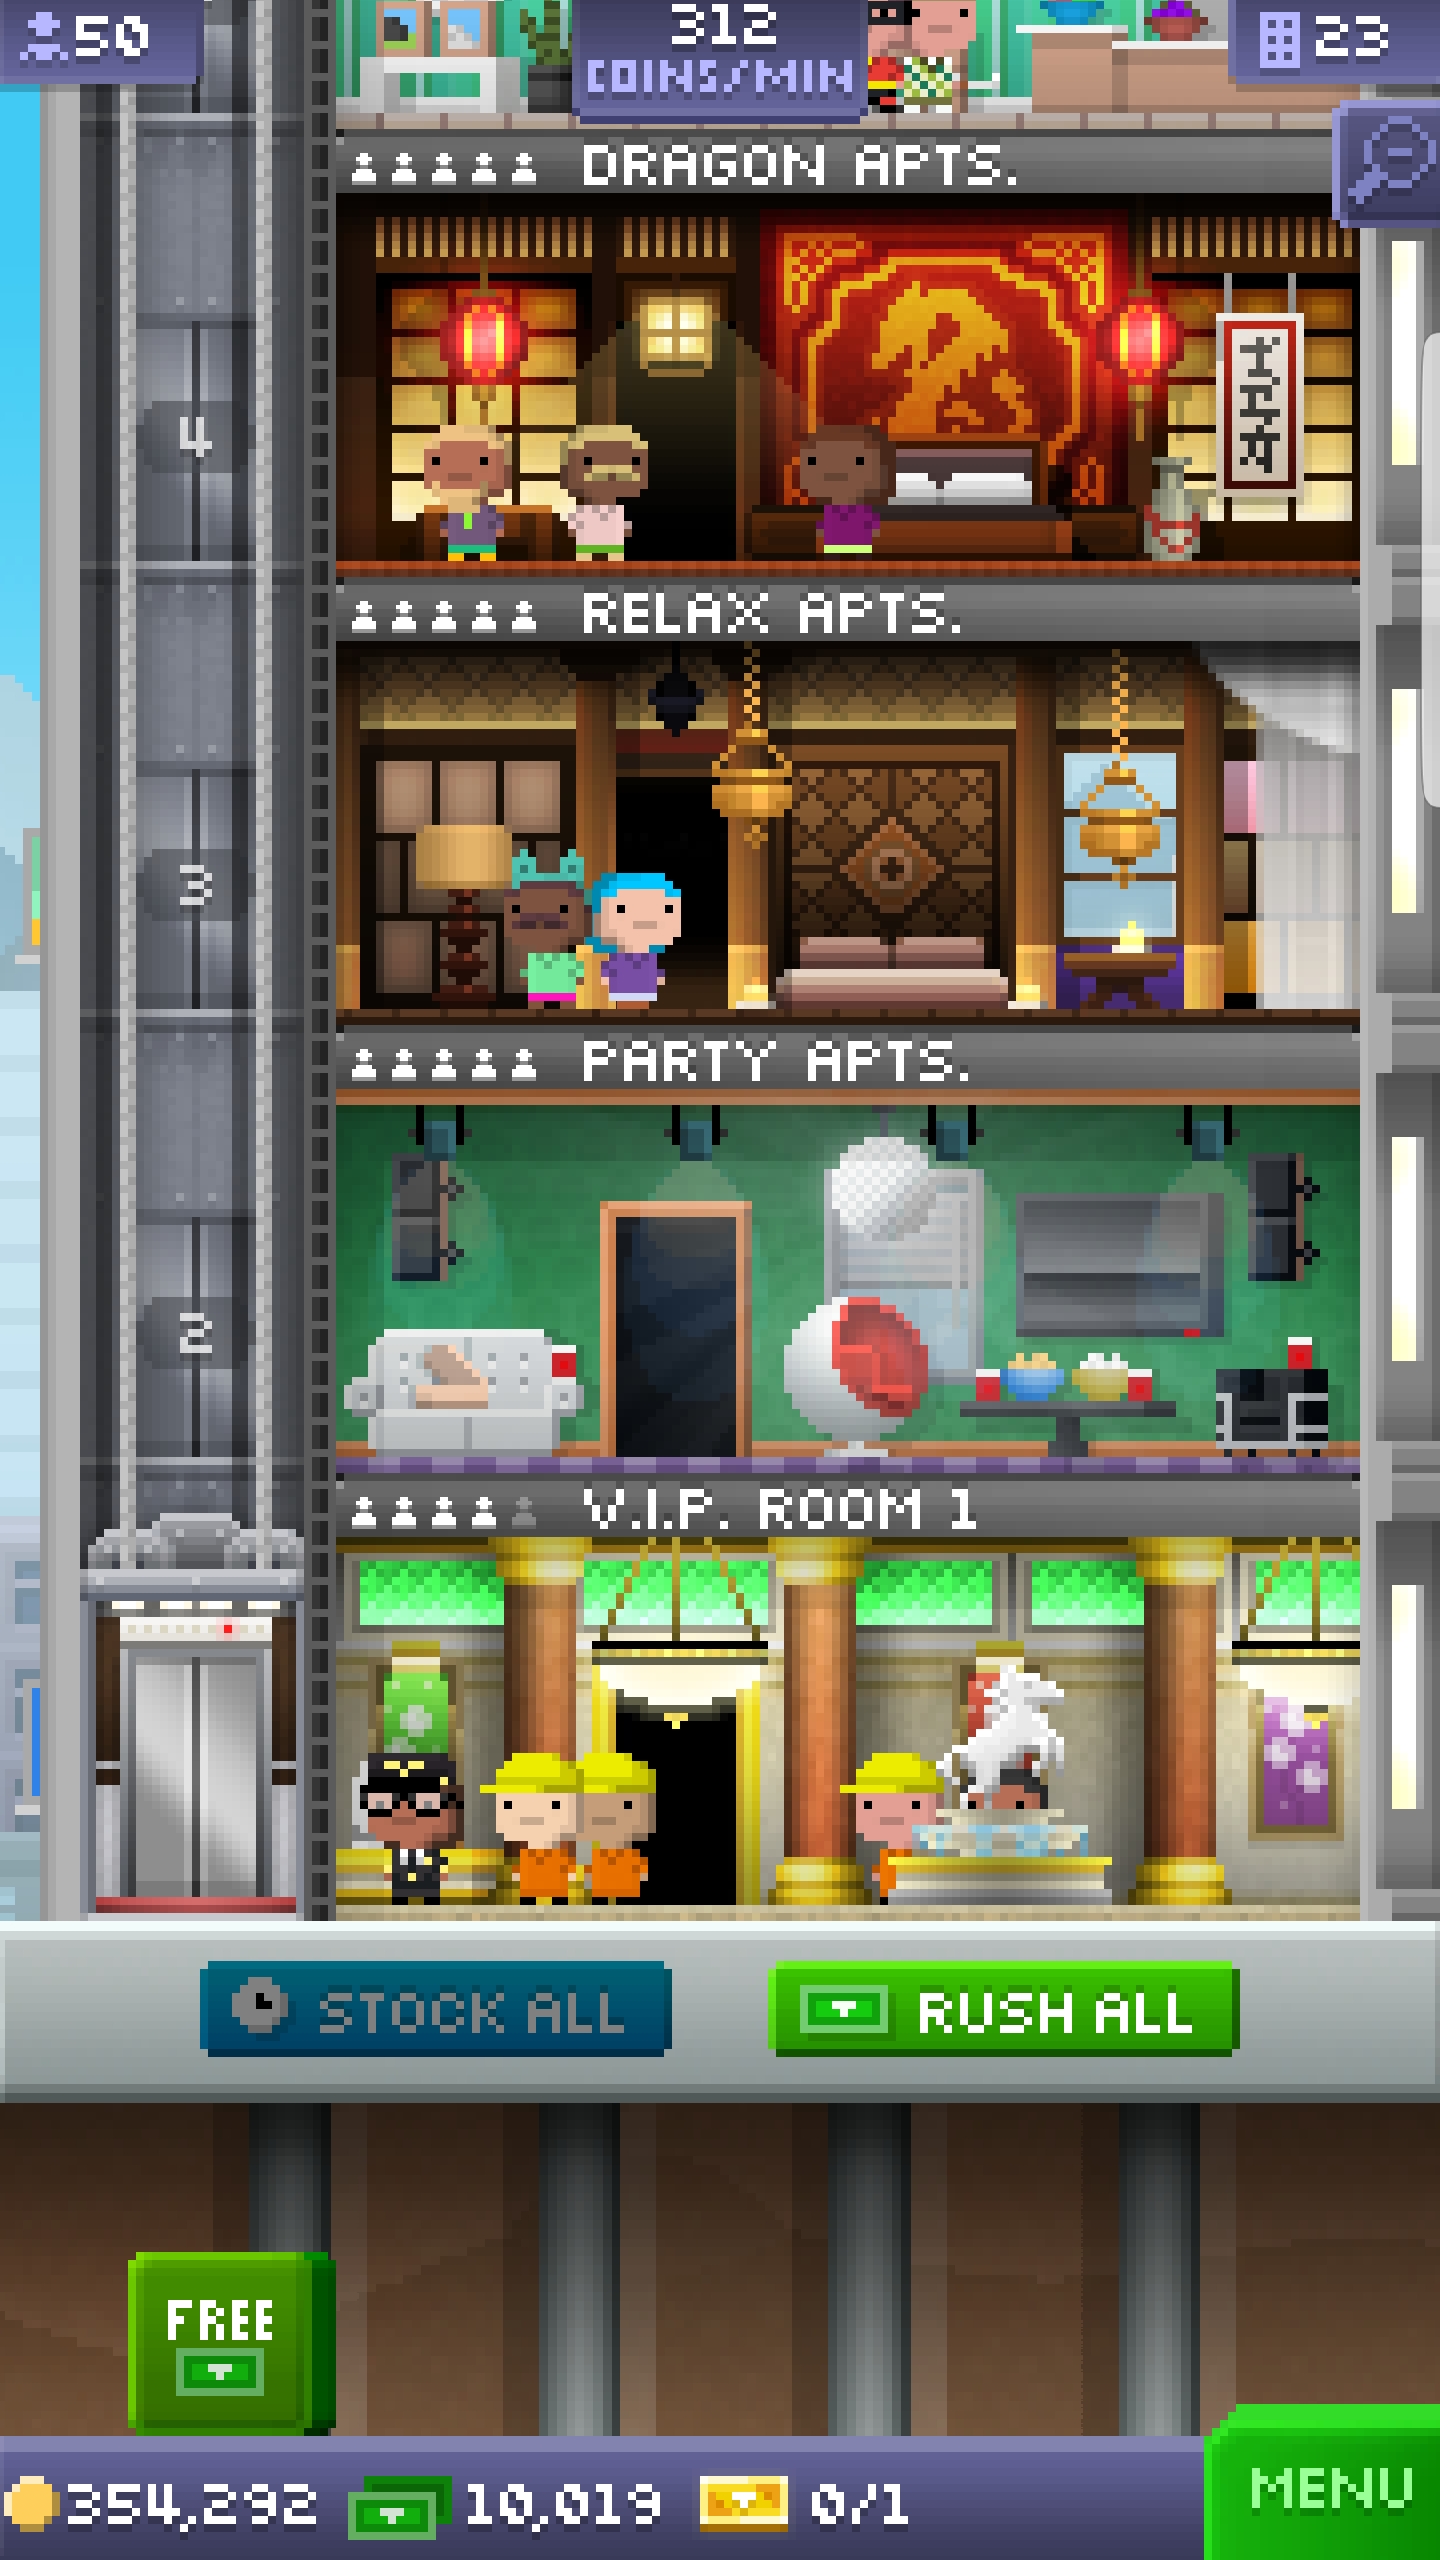 50
312
COINS/MIN
23
DRAGON APTS.
4
RELAX APTS.
3
PARTY APTS.
2
V.I.P. ROOM 1
STOCK ALL
RUSH ALL
FREE
354,292
10,019
0/1
MENU